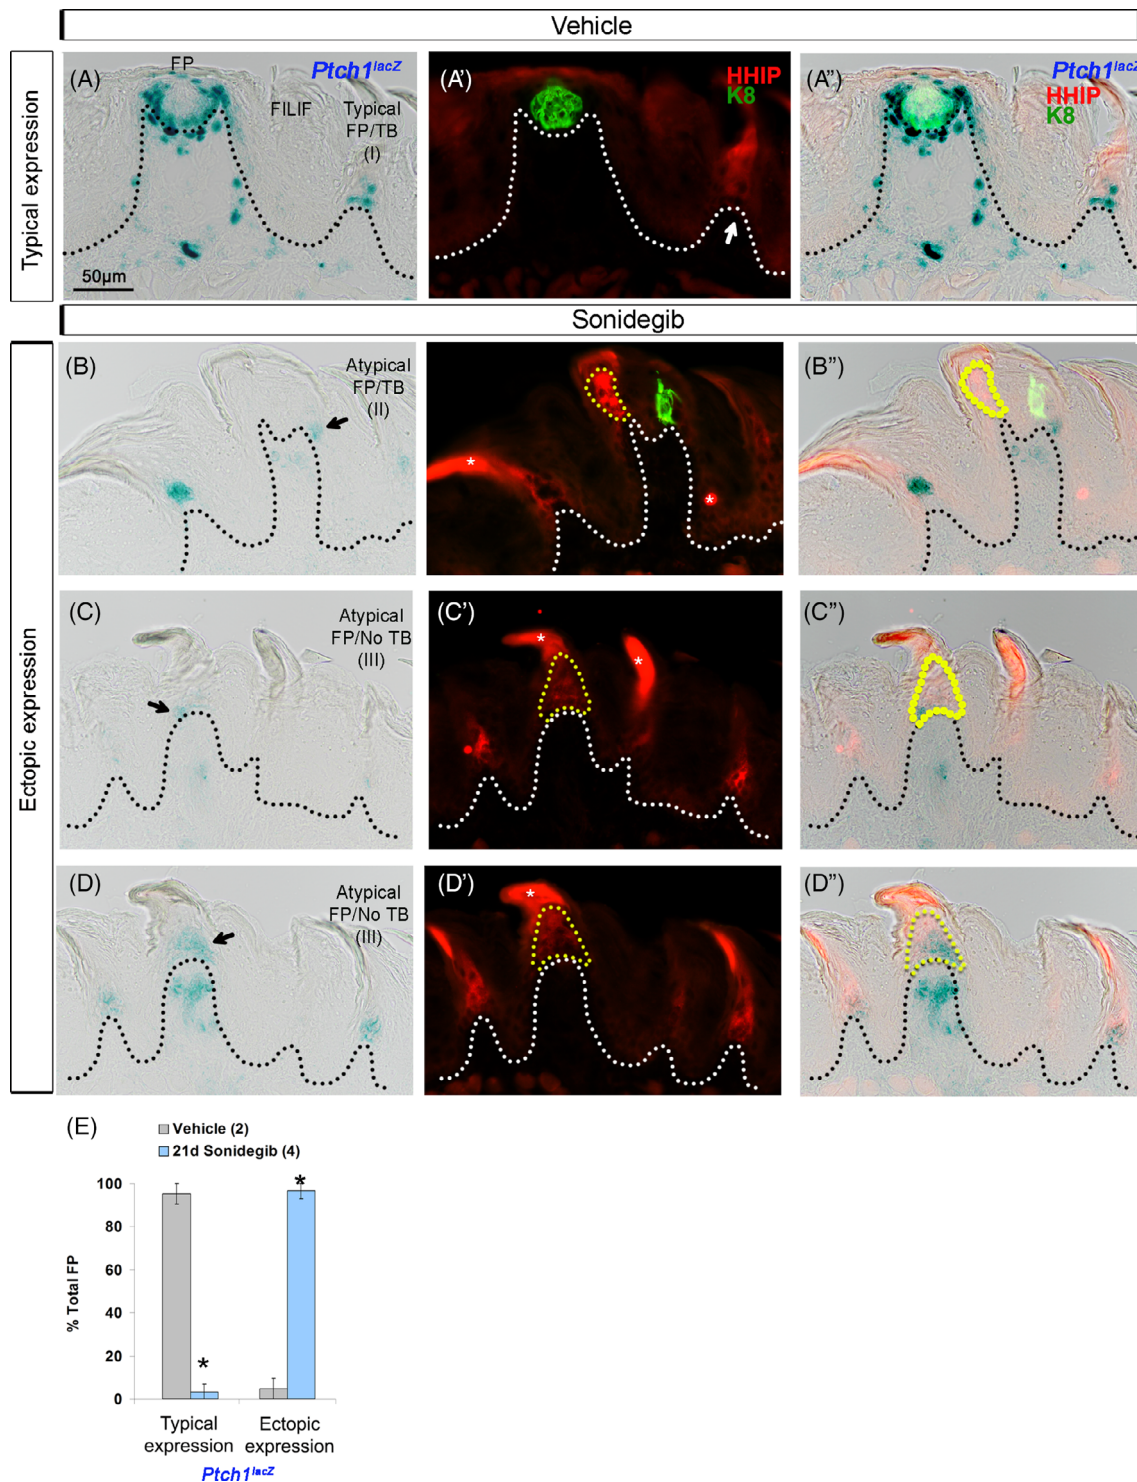 Vehicle
Typical expression
(A)
FP
Ptch1lacZ
FILIF
Typical
FP/TB
(I)
50µm
(A')
HHIP
K8
(A'')
Ptch1lacZ
HHIP
K8
Sonidegib
Ectopic expression
(B)
Atypical
FP/TB
(II)
*
*
(B'')
(C)
Atypical
FP/No TB
(III)
(C')
*
*
(C'')
(D)
Atypical
FP/No TB
(III)
(D')
*
(D'')
(E)
Vehicle (2)
21d Sonidegib (4)
% Total FP
100
80
60
40
20
0
*
*
Typical
expression
Ectopic
expression
Ptch1lacZ